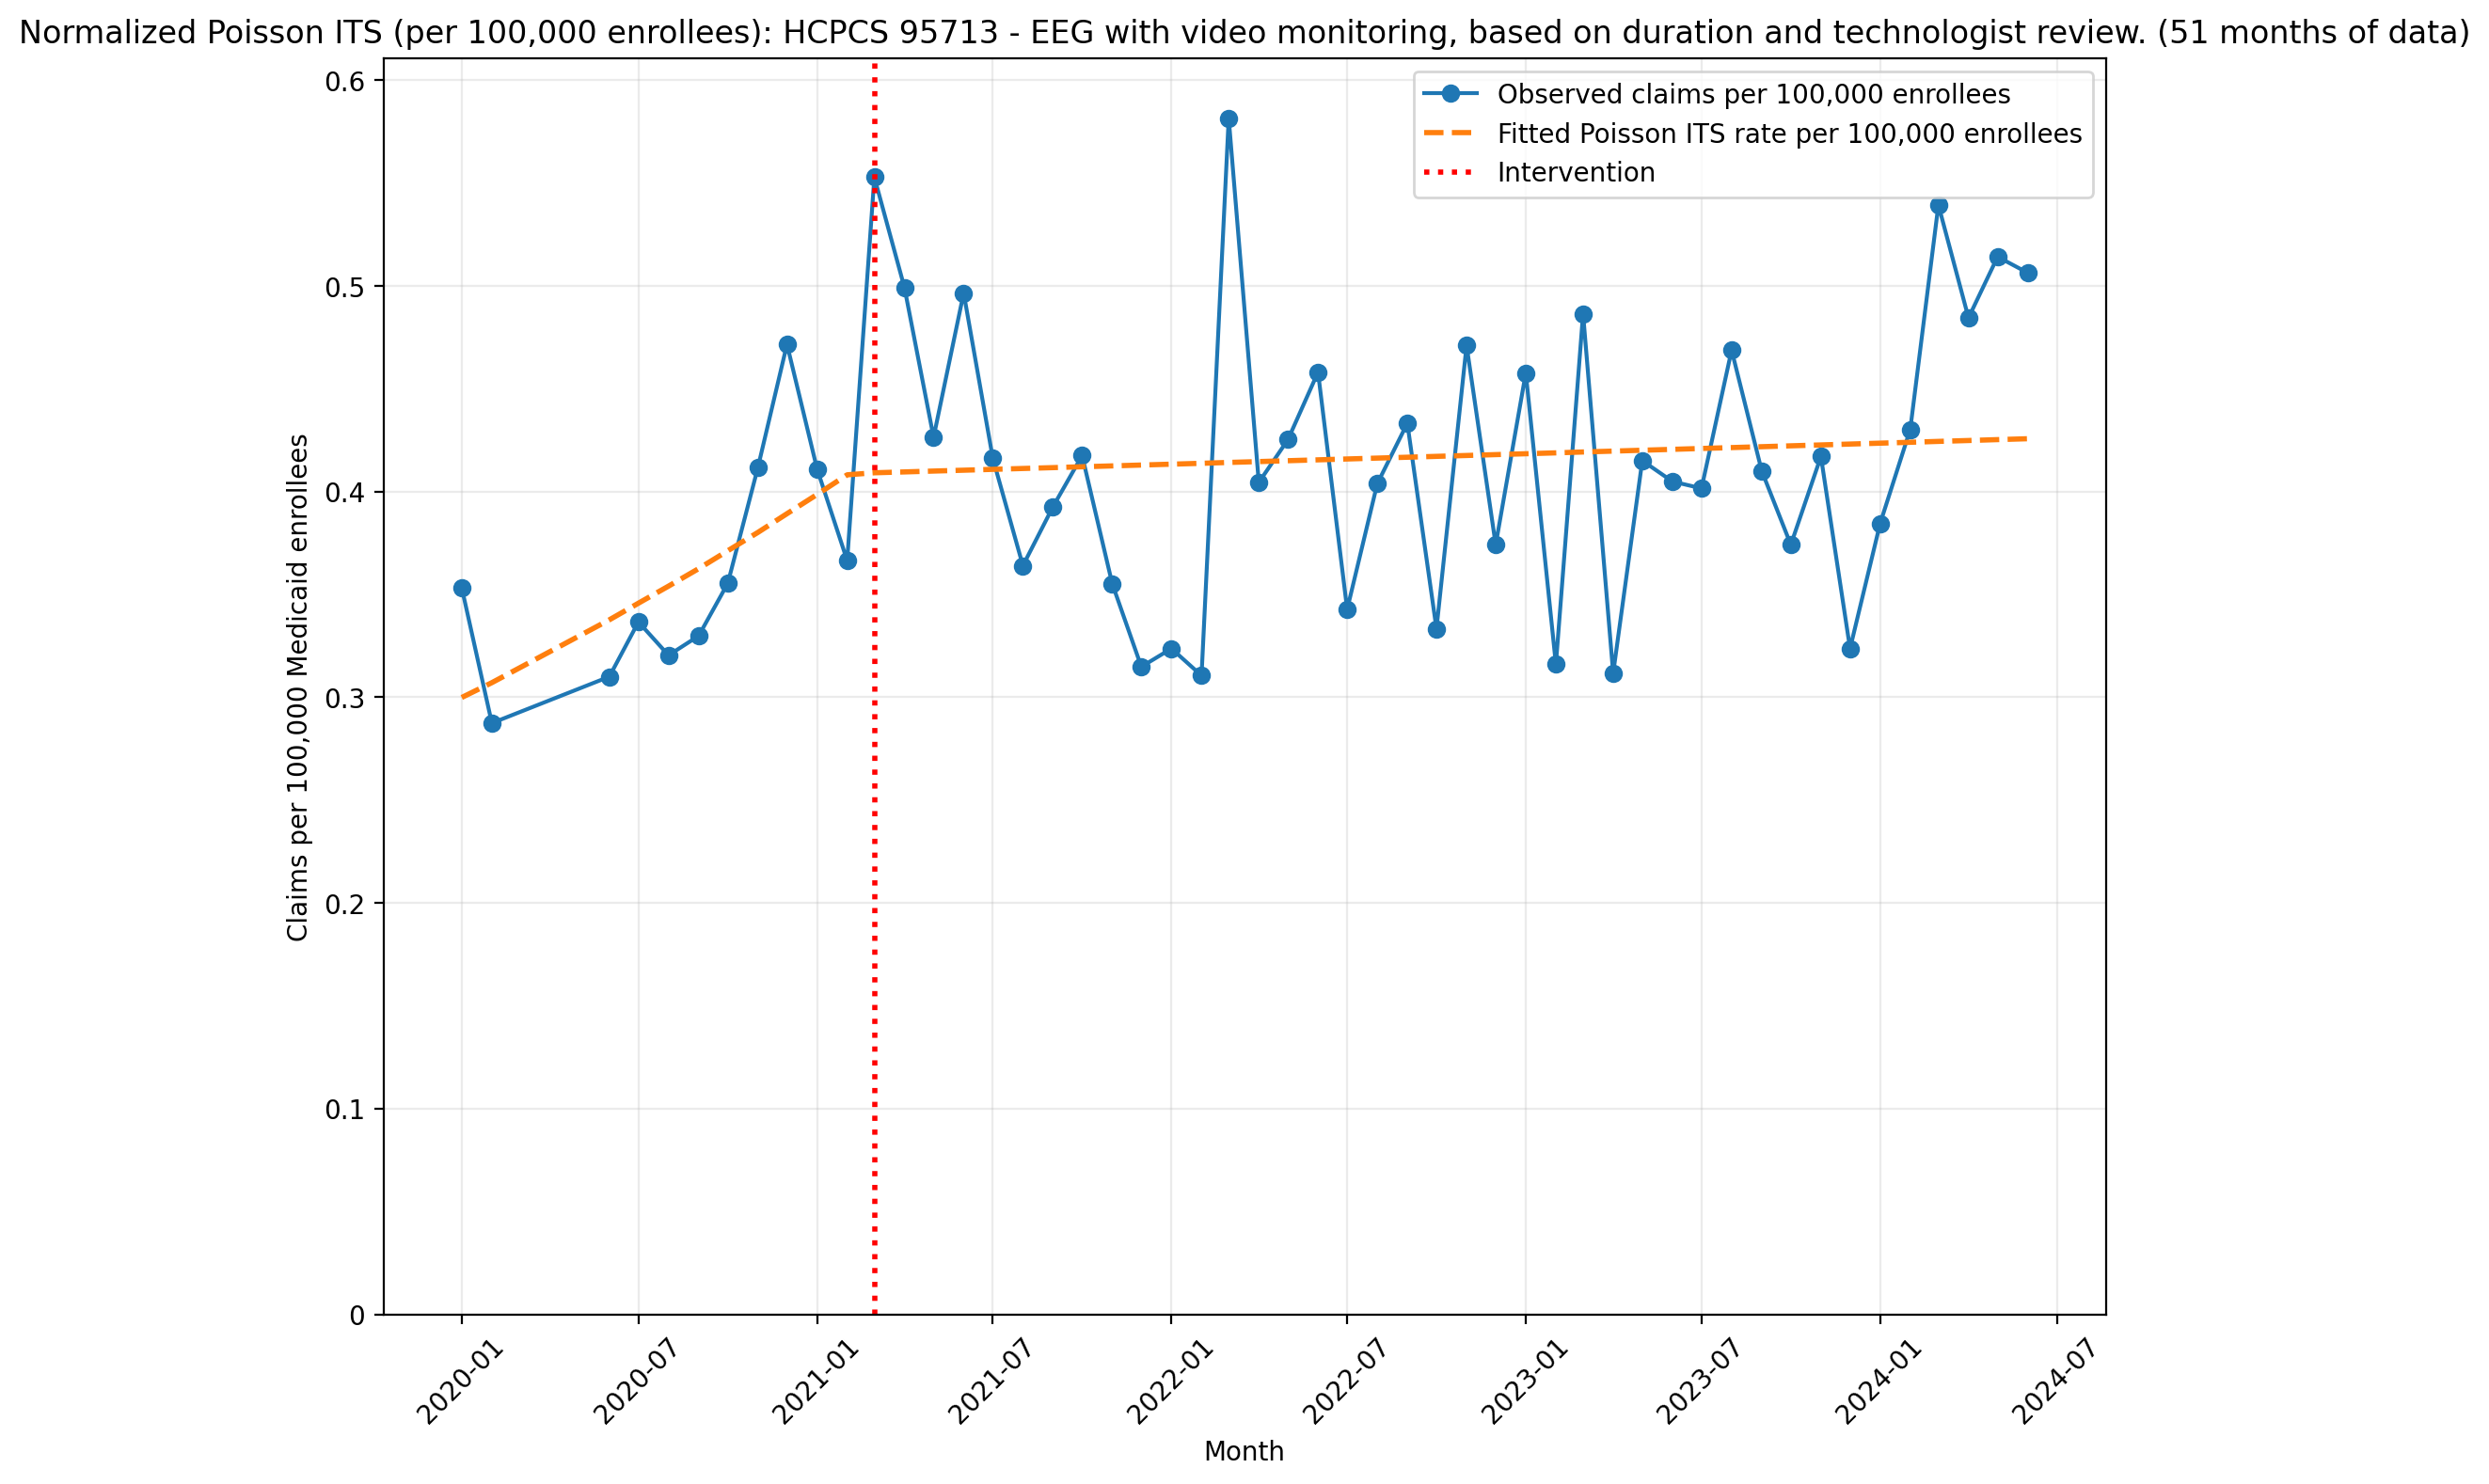 Normalized Poisson ITS (per 100,000 enrollees): HCPCS 95713 - EEG with video monitoring, based on duration and technologist review. (51 months of data)
Observed claims per 100,000 enrollees
Fitted Poisson ITS rate per 100,000 enrollees
Intervention
Claims per 100,000 Medicaid enrollees
0.6
0.5
0.4
0.3
0.2
0.1
0
2020-01
2020-07
2021-01
2021-07
2022-01
2022-07
2023-01
2023-07
2024-01
2024-07
Month